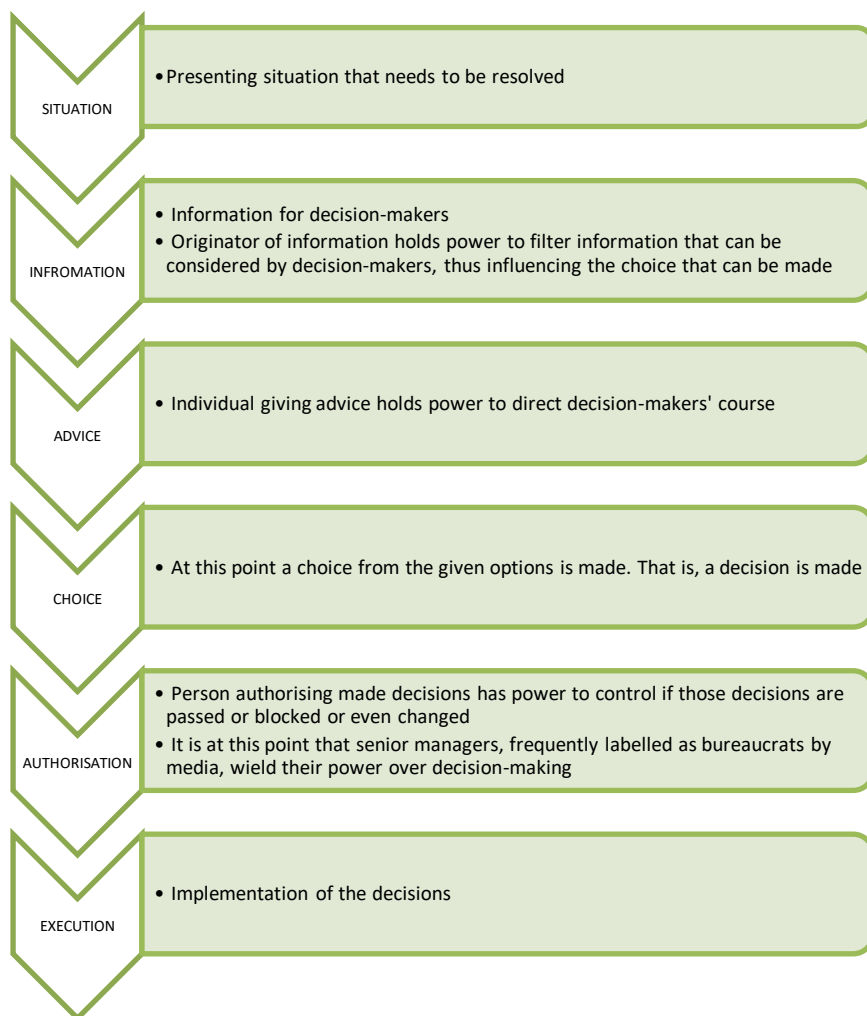 SITUATION
•Presenting situation that needs to be resolved
INFROMATION
• Information for decision-makers
• Originator of information holds power to filter information that can be
considered by decision-makers, thus influencing the choice that can be made
ADVICE
• Individual giving advice holds power to direct decision-makers' course
CHOICE
• At this point a choice from the given options is made. That is, a decision is made
AUTHORISATION
• Person authorising made decisions has power to control if those decisions are
passed or blocked or even changed
• It is at this point that senior managers, frequently labelled as bureaucrats by
media, wield their power over decision-making
EXECUTION
• Implementation of the decisions